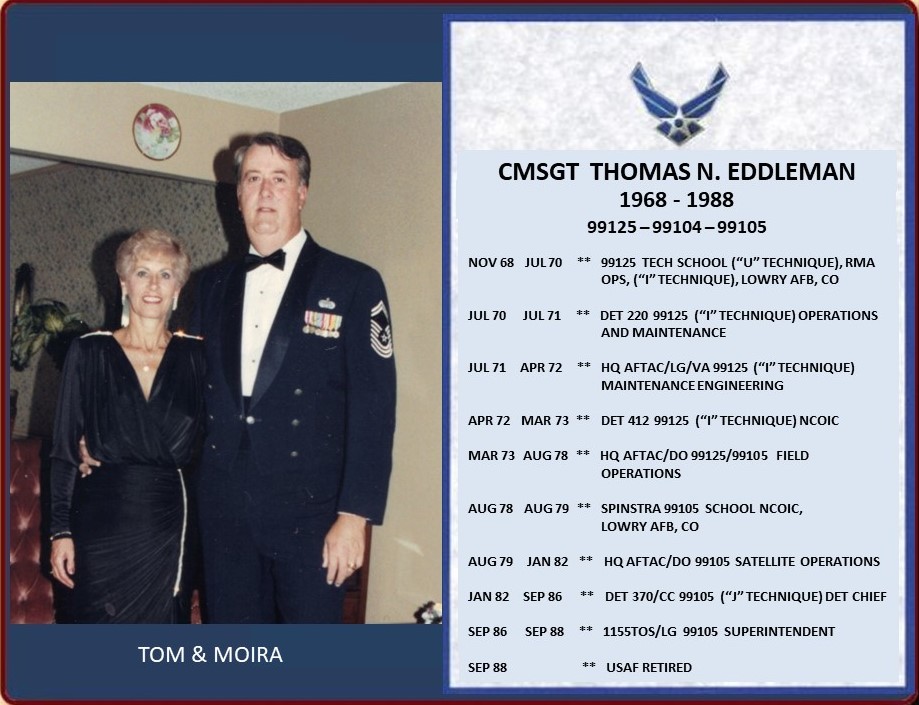 CMSGT THOMAS N. EDDLEMAN
1968 - 1988
99125 – 99104 – 99105
NOV 68 JUL 70 ** 99125 TECH SCHOOL (“U” TECHNIQUE), RMA
OPS, (“I” TECHNIQUE), LOWRY AFB, CO
JUL 70 JUL 71 ** DET 220 99125 (“I” TECHNIQUE) OPERATIONS
AND MAINTENANCE
JUL 71 APR 72 ** HQ AFTAC/LG/VA 99125 (“I” TECHNIQUE)
MAINTENANCE ENGINEERING
APR 72 MAR 73 ** DET 412 99125 (“I” TECHNIQUE) NCOIC
MAR 73 AUG 78 ** HQ AFTAC/DO 99125/99105 FIELD
OPERATIONS
AUG 78 AUG 79 ** SPINSTRA 99105 SCHOOL NCOIC,
LOWRY AFB, CO
AUG 79 JAN 82 ** HQ AFTAC/DO 99105 SATELLITE OPERATIONS
JAN 82 SEP 86 ** DET 370/CC 99105 (“J” TECHNIQUE) DET CHIEF
SEP 86 SEP 88 ** 1155TOS/LG 99105 SUPERINTENDENT
SEP 88 ** USAF RETIRED
TOM & MOIRA